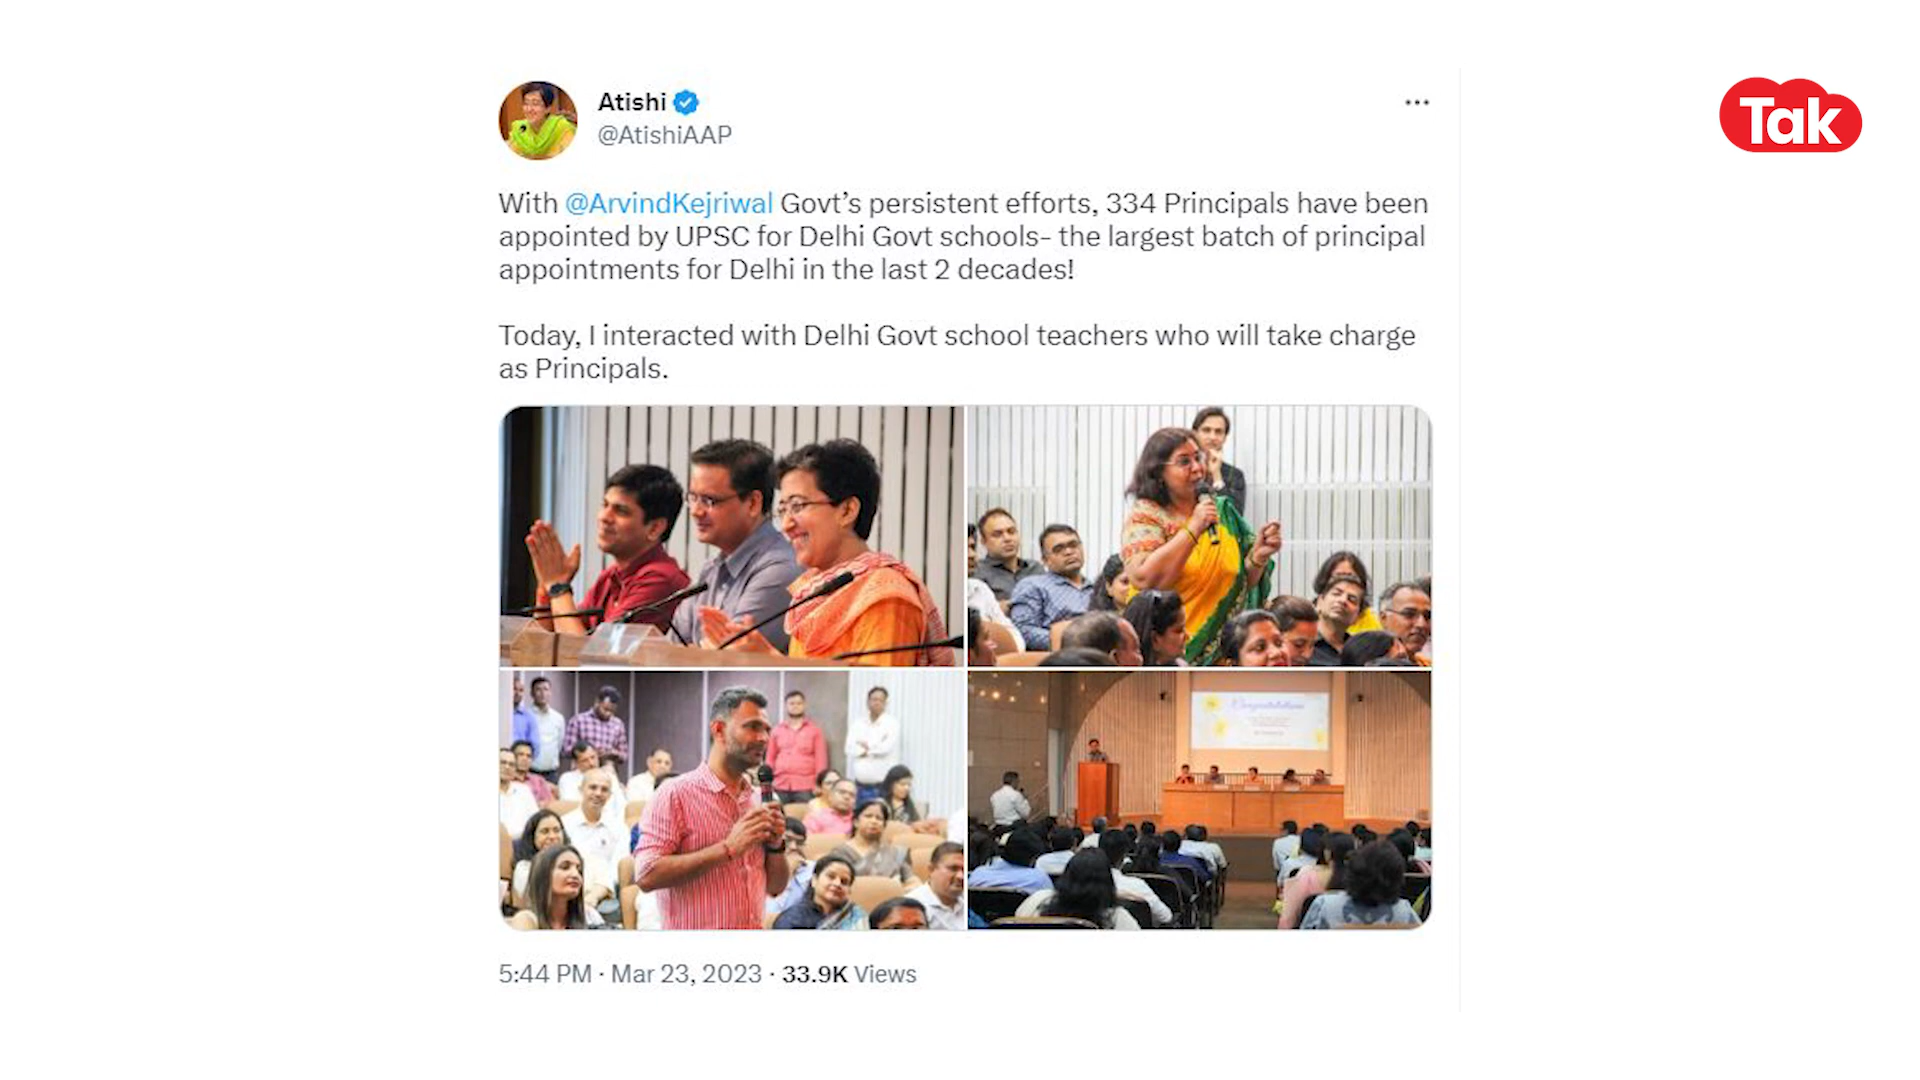 Atishi
@AtishiAAP
Tak
With @ArvindKejriwal Govt’s persistent efforts, 334 Principals have been
appointed by UPSC for Delhi Govt schools- the largest batch of principal
appointments for Delhi in the last 2 decades!
Today, I interacted with Delhi Govt school teachers who will take charge
as Principals.
Congratulations
5:44 PM · Mar 23, 2023 · 33.9K Views